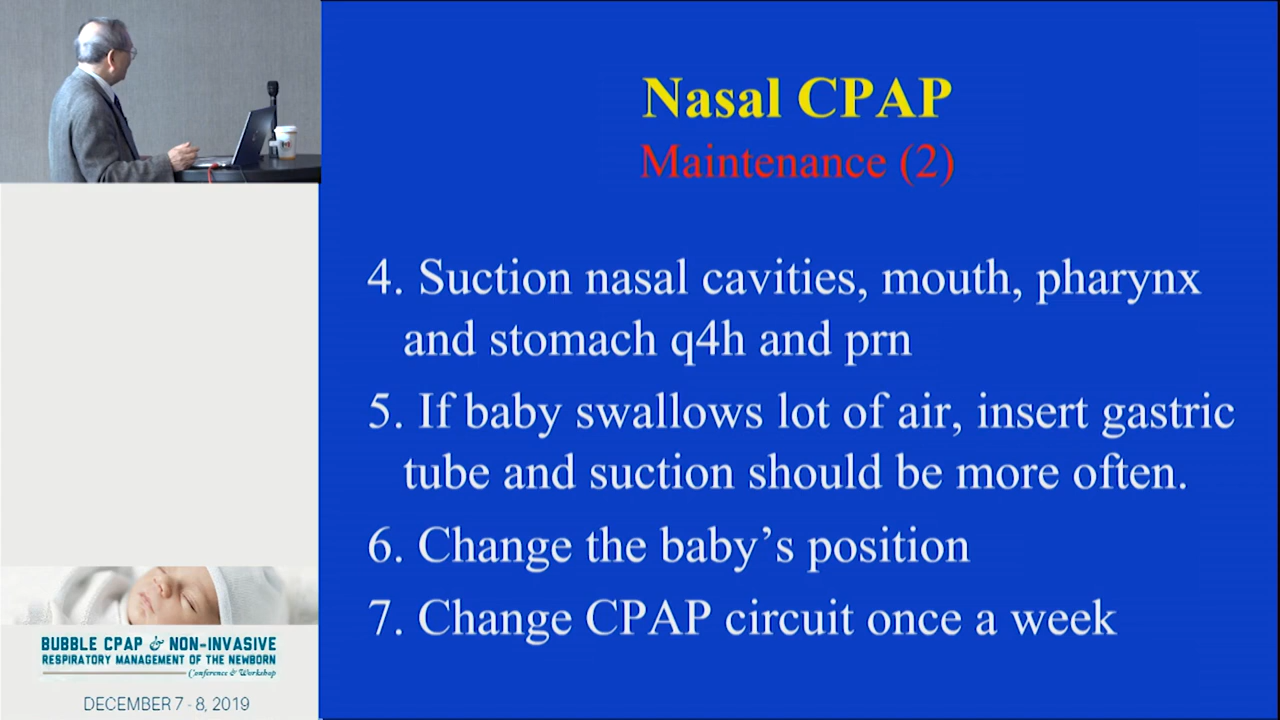 Nasal CPAP
Maintenance (2)
4. Suction nasal cavities, mouth, pharynx
and stomach q4h and prn
5. If baby swallows lot of air, insert gastric
tube and suction should be more often.
6. Change the baby's position
7. Change CPAP circuit once a week
BUBBLE CPAP & NON-INVASIVE
RESPIRATORY MANAGEMENT OF THE NEWBORN
Conference & Workshop
DECEMBER 7 - 8, 2019